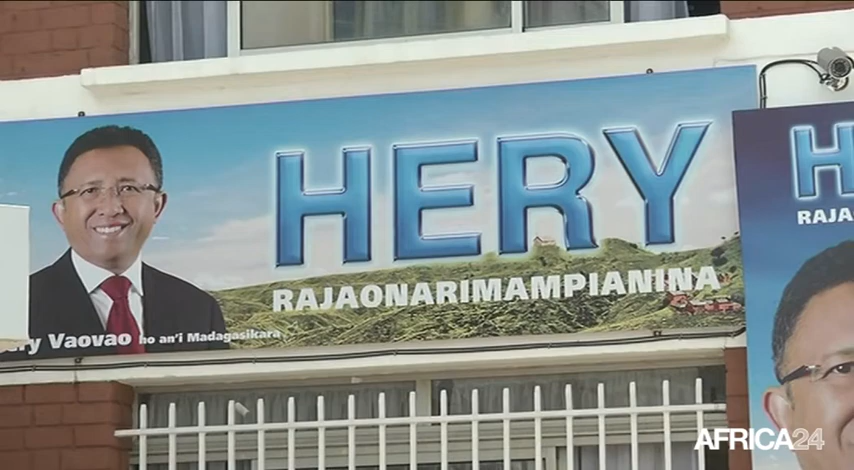 HERY
RAJAONARIMAMPIANINA
Vaovao ho an'i Madagasikara
H
RAJA
AFRICA24